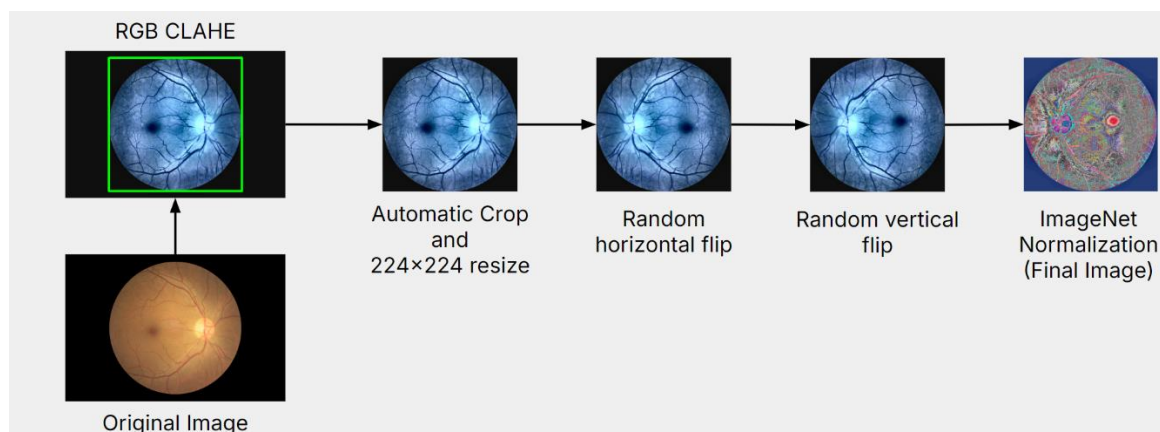 RGB CLAHE
Automatic Crop
and
224×224 resize
Random
horizontal flip
Random vertical
flip
ImageNet
Normalization
(Final Image)
Original Image